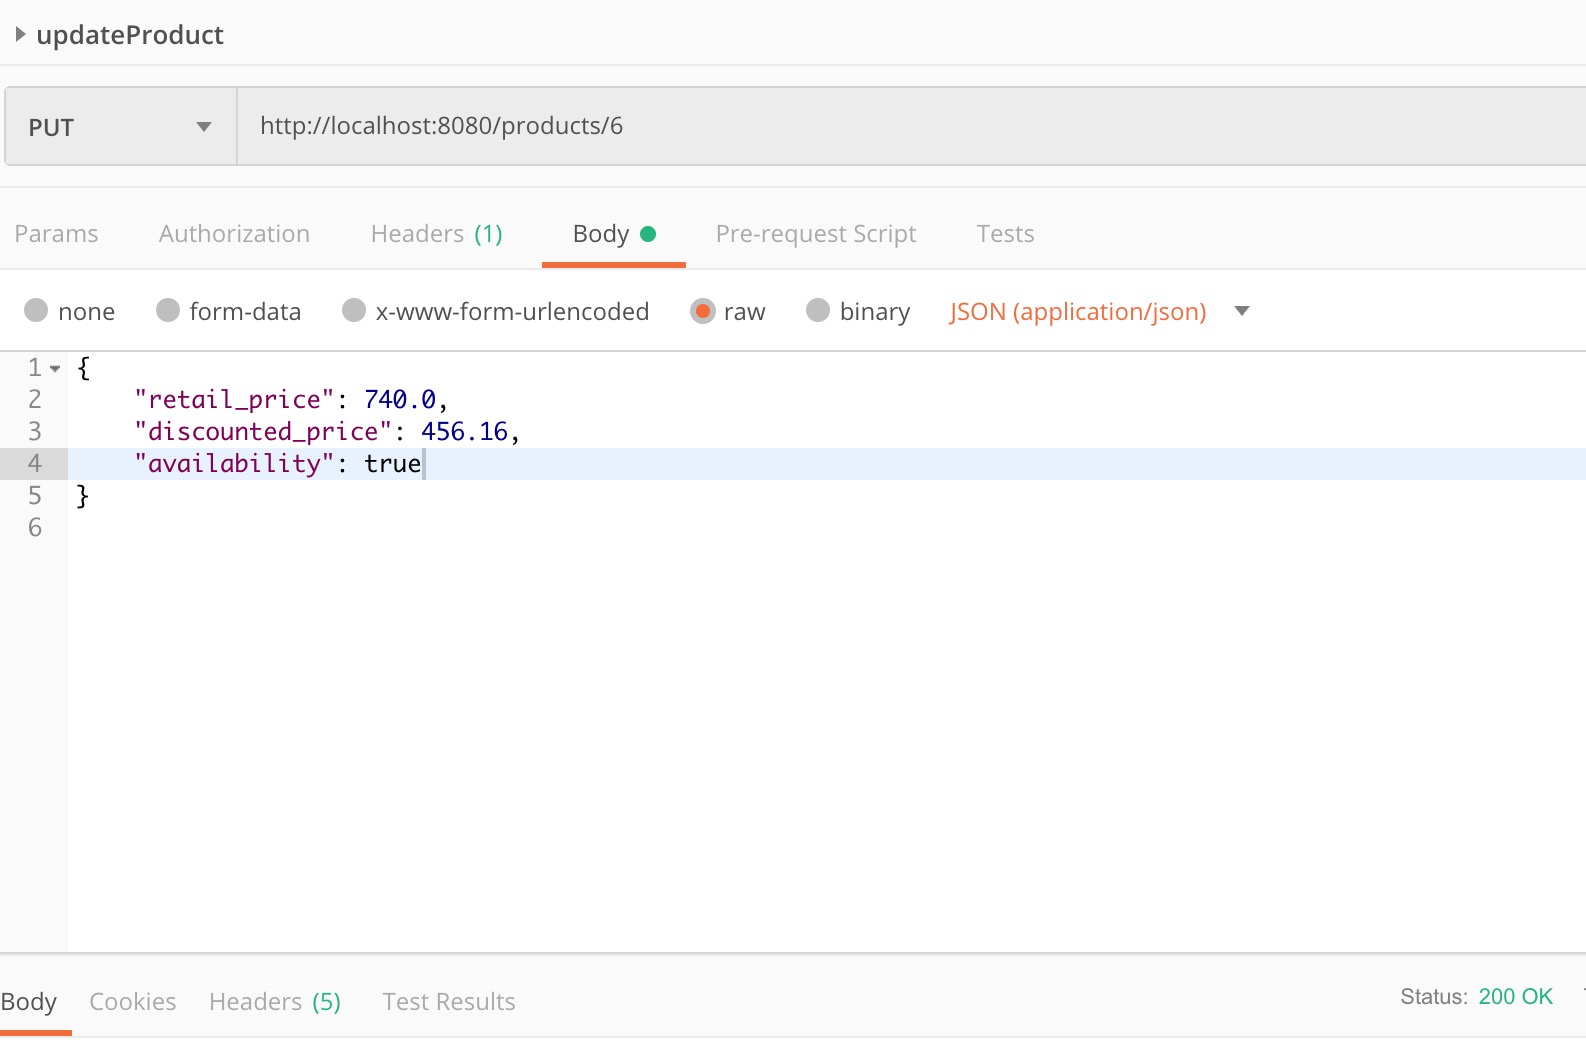 updateProduct
PUT http://localhost:8080/products/6
Params Authorization Headers (1) Body Pre-request Script Tests
none form-data x-www-form-urlencoded raw binary JSON (application/json)
1 {
2 "retail_price": 740.0,
3 "discounted_price": 456.16,
4 "availability": true
5 }
6
Body Cookies Headers (5) Test Results Status: 200 OK